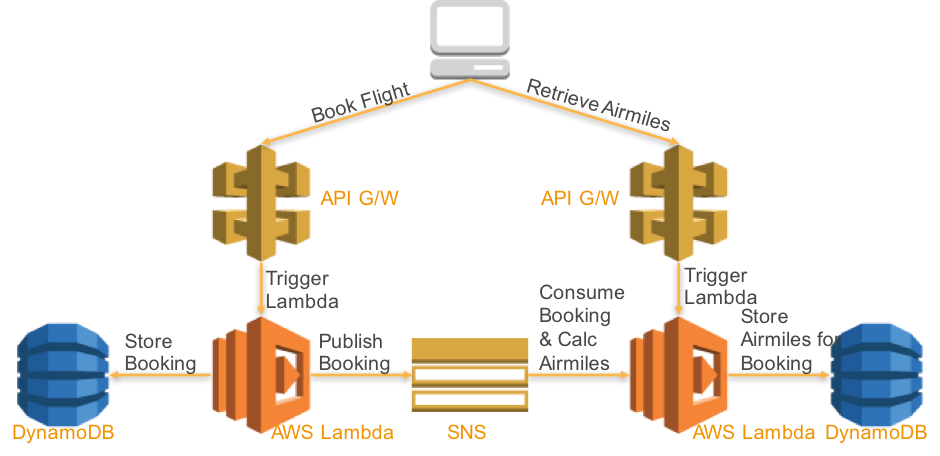 Book Flight
Retrieve Airmiles
API G/W
API G/W
Trigger
Lambda
Trigger
Lambda
Store
Booking
Publish
Booking
Consume
Booking
& Calc
Airmiles
Store
Airmiles for
Booking
DynamoDB
AWS Lambda
SNS
AWS Lambda
DynamoDB